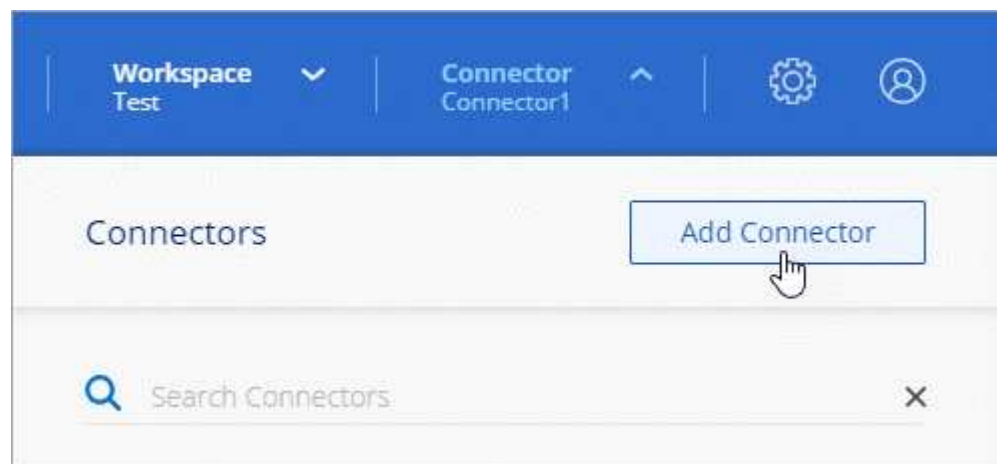 Workspace
Test
Connector
Connector1
Connectors
Add Connector
Search Connectors